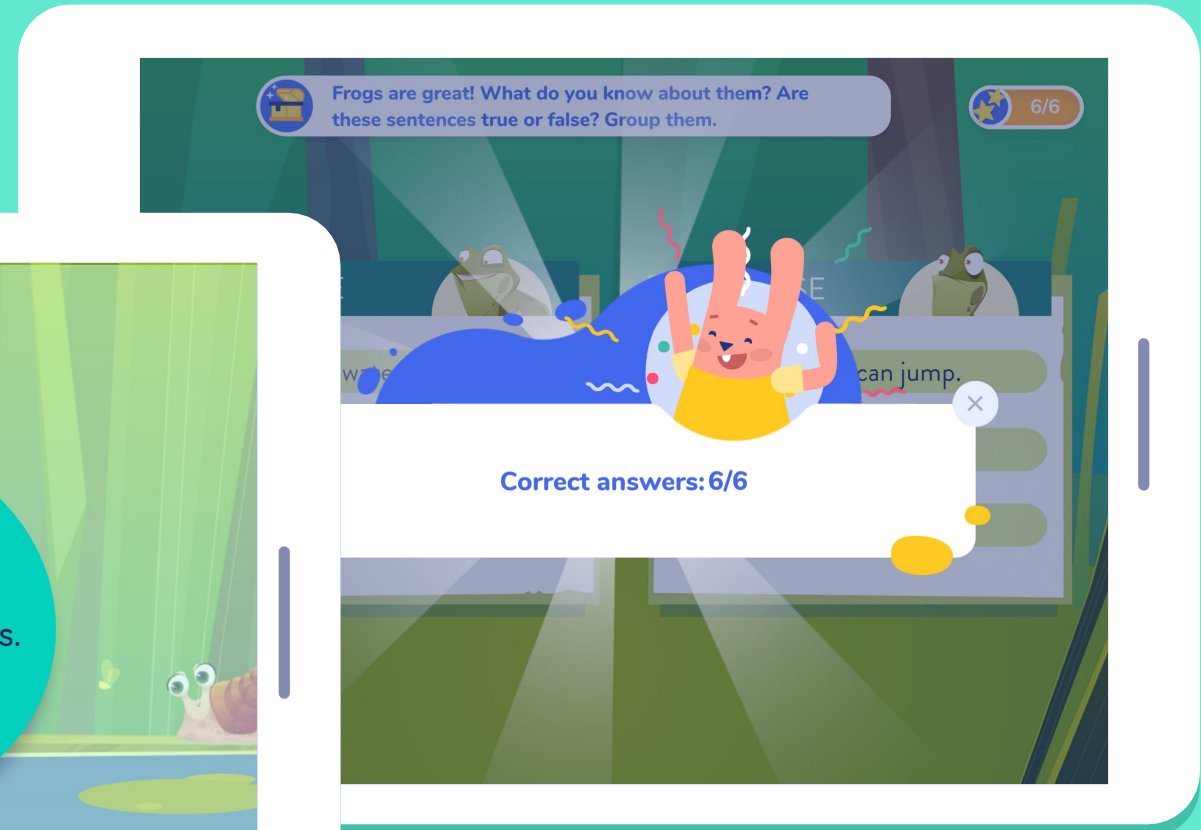 Frogs are great! What do you know about them? Are
these sentences true or false? Group them.
6/6
can jump.
Correct answers: 6/6